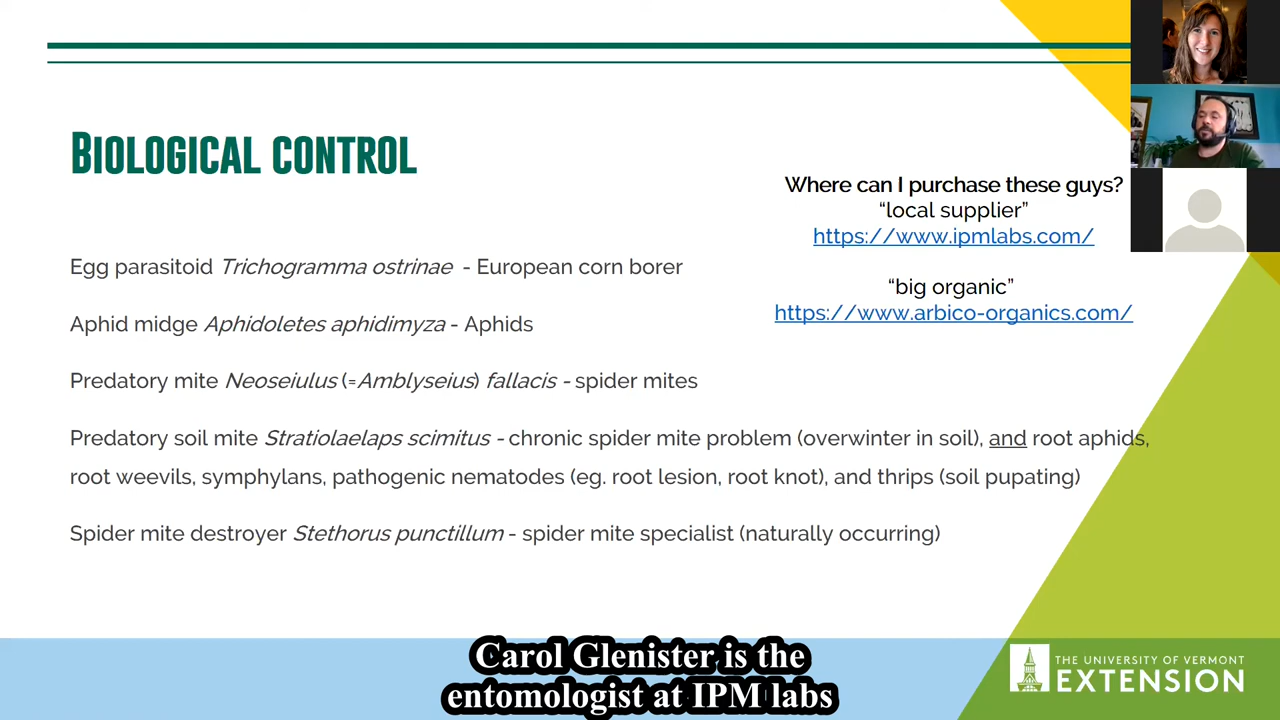 BIOLOGICAL CONTROL
Where can I purchase these guys?
“local supplier”
https://www.ipmlabs.com/
“big organic”
https://www.arbico-organics.com/
Egg parasitoid Trichogramma ostrinae - European corn borer
Aphid midge Aphidoletes aphidimyza - Aphids
Predatory mite Neoseiulus (=Amblyseius) fallacis - spider mites
Predatory soil mite Stratiolaelaps scimitus - chronic spider mite problem (overwinter in soil), and root aphids,
root weevils, symphylans, pathogenic nematodes (eg. root lesion, root knot), and thrips (soil pupating)
Spider mite destroyer Stethorus punctillum - spider mite specialist (naturally occurring)
Carol Glenister is the
entomologist at IPM labs
THE UNIVERSITY OF VERMONT
EXTENSION